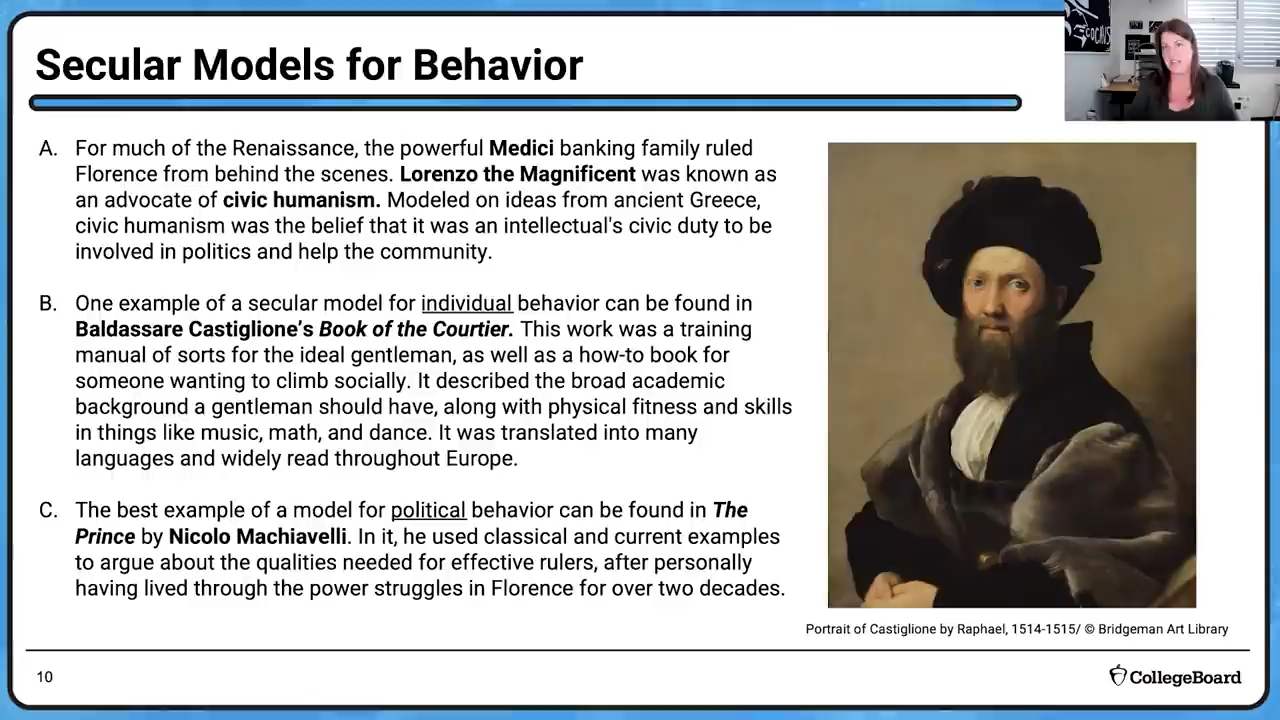 Secular Models for Behavior
A. For much of the Renaissance, the powerful Medici banking family ruled
Florence from behind the scenes. Lorenzo the Magnificent was known as
an advocate of civic humanism. Modeled on ideas from ancient Greece,
civic humanism was the belief that it was an intellectual's civic duty to be
involved in politics and help the community.
B. One example of a secular model for individual behavior can be found in
Baldassare Castiglione’s Book of the Courtier. This work was a training
manual of sorts for the ideal gentleman, as well as a how-to book for
someone wanting to climb socially. It described the broad academic
background a gentleman should have, along with physical fitness and skills
in things like music, math, and dance. It was translated into many
languages and widely read throughout Europe.
C. The best example of a model for political behavior can be found in The
Prince by Nicolo Machiavelli. In it, he used classical and current examples
to argue about the qualities needed for effective rulers, after personally
having lived through the power struggles in Florence for over two decades.
Portrait of Castiglione by Raphael, 1514-1515/ © Bridgeman Art Library
10
CollegeBoard